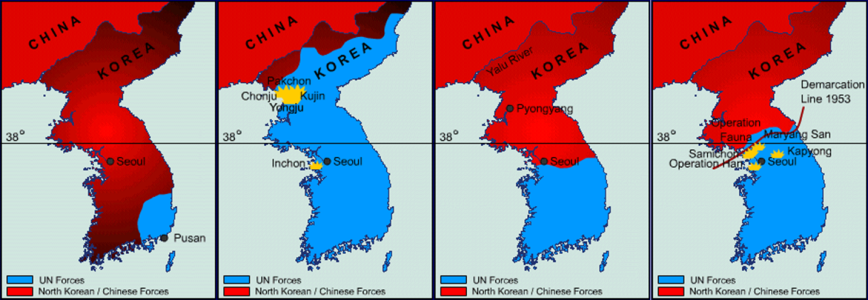 CHINA
KOREA
38°
Seoul
Pusan
UN Forces
North Korean / Chinese Forces
CHINA
KOREA
Pakchon
Chonju
Kujin
Yongju
Inchon
Seoul
UN Forces
North Korean / Chinese Forces
CHINA
KOREA
Yalu River
Pyongyang
38°
Seoul
UN Forces
North Korean / Chinese Forces
CHINA
KOREA
Demarcation
Line 1953
Operation
Fauna
Maryang San
38°
Kapyong
Samichon
Seoul
Operation Han
UN Forces
North Korean / Chinese Forces